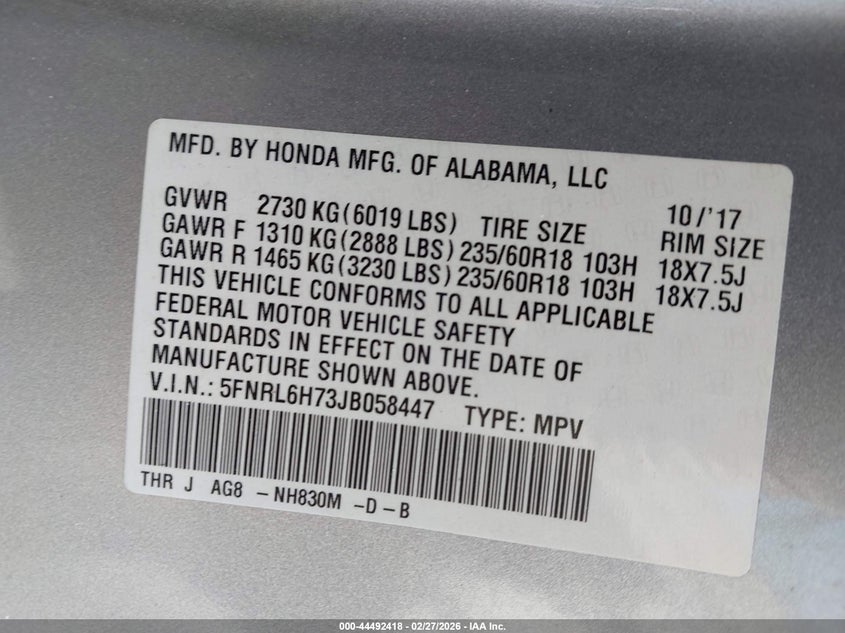 MFD. BY HONDA MFG. OF ALABAMA, LLC
10/'17
GVWR 2730 KG(6019 LBS) TIRE SIZE RIM SIZE
GAWR F 1310 KG(2888 LBS) 235/60R18 103H 18X7.5J
GAWR R 1465 KG(3230 LBS) 235/60R18 103H 18X7.5J
THIS VEHICLE CONFORMS TO ALL APPLICABLE
FEDERAL MOTOR VEHICLE SAFETY
STANDARDS IN EFFECT ON THE DATE OF
MANUFACTURE SHOWN ABOVE.
V.I.N.: 5FNRL6H73JB058447 TYPE: MPV
THR J AG8 -NH830M -D-B
000-44492418 - 02/27/2026 - IAA Inc.